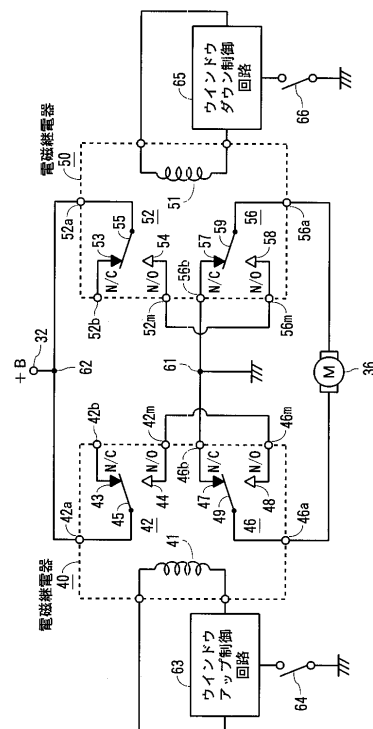 電磁継電器
40
42a
45
43
N/C
42b
44
42
N/O
42m
41
49
47
N/C
46b
48
46
N/O
46m
46a
63
ウインドウ
アップ制御
回路
64
+B
32
62
61
M
36
電磁継電器
50
52a
55
53
N/C
52b
54
52
N/O
52m
51
59
57
N/C
56b
58
56
N/O
56m
56a
65
ウインドウ
ダウン制御
回路
66